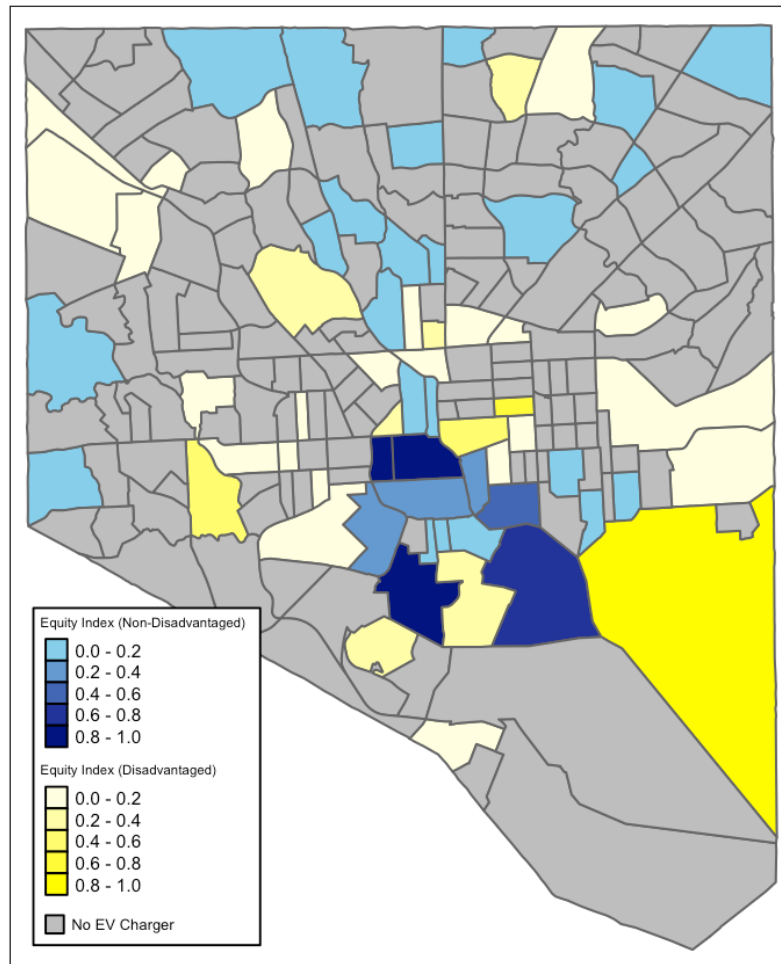 Equity Index (Non-Disadvantaged)
0.0 - 0.2
0.2 - 0.4
0.4 - 0.6
0.6 - 0.8
0.8 - 1.0
Equity Index (Disadvantaged)
0.0 - 0.2
0.2 - 0.4
0.4 - 0.6
0.6 - 0.8
0.8 - 1.0
No EV Charger